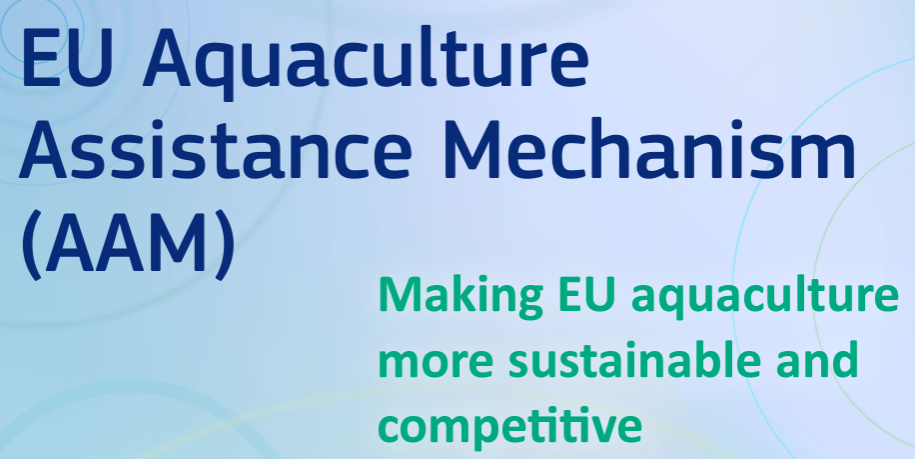 EU Aquaculture
Assistance Mechanism
(AAM)
Making EU aquaculture
more sustainable and
competitive